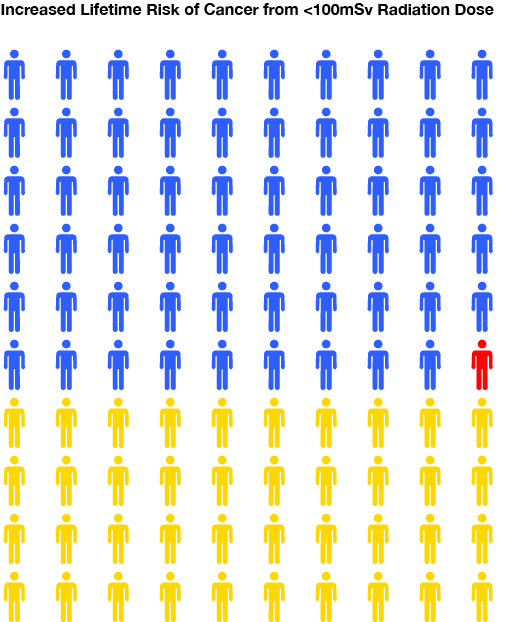 Increased Lifetime Risk of Cancer from <100mSv Radiation Dose